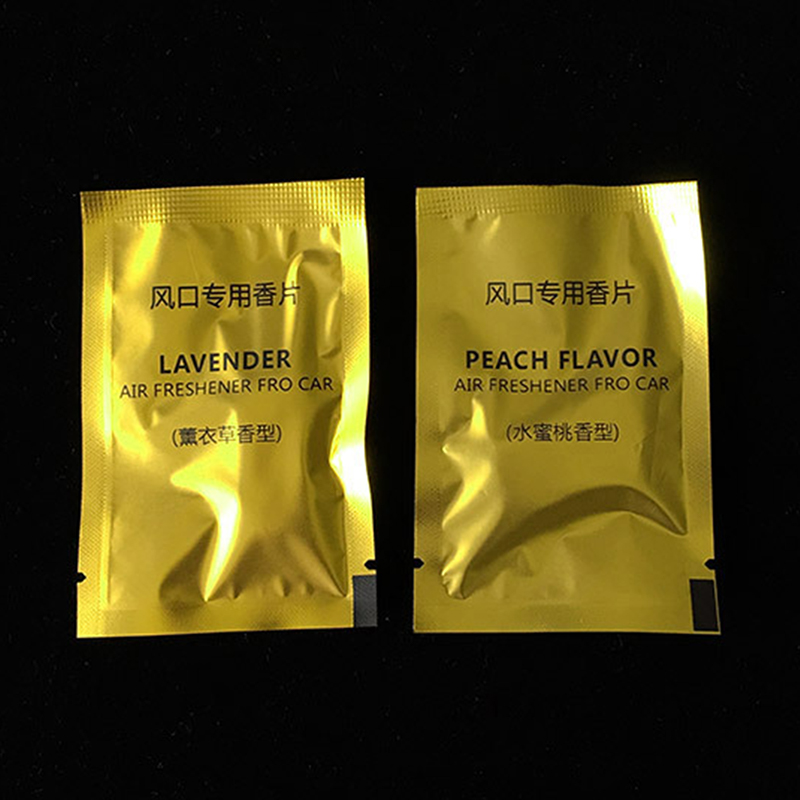 风口专用香片
LAVENDER
AIR FRESHENER FRO CAR
(薰衣草香型)
风口专用香片
PEACH FLAVOR
AIR FRESHENER FRO CAR
(水蜜桃香型)